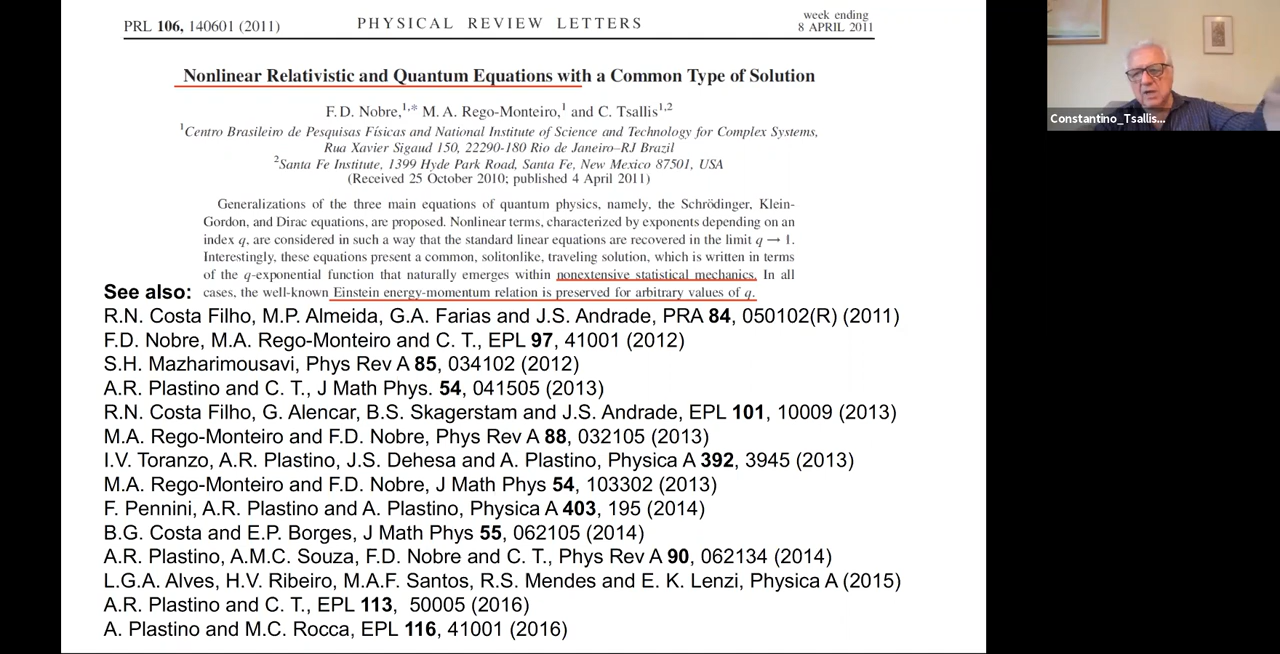 PRL 106, 140601 (2011) PHYSICAL REVIEW LETTERS week ending 8 APRIL 2011
Nonlinear Relativistic and Quantum Equations with a Common Type of Solution
F. D. Nobre,1,* M. A. Rego-Monteiro,1 and C. Tsallis1,2
1Centro Brasileiro de Pesquisas Físicas and National Institute of Science and Technology for Complex Systems,
Rua Xavier Sigaud 150, 22290-180 Rio de Janeiro–RJ Brazil
2Santa Fe Institute, 1399 Hyde Park Road, Santa Fe, New Mexico 87501, USA
(Received 25 October 2010; published 4 April 2011)
Generalizations of the three main equations of quantum physics, namely, the Schrödinger, Klein-
Gordon, and Dirac equations, are proposed. Nonlinear terms, characterized by exponents depending on an
index q, are considered in such a way that the standard linear equations are recovered in the limit q → 1.
Interestingly, these equations present a common, solitonlike, traveling solution, which is written in terms
of the q-exponential function that naturally emerges within nonextensive statistical mechanics. In all
cases, the well-known Einstein energy-momentum relation is preserved for arbitrary values of q.
See also:
R.N. Costa Filho, M.P. Almeida, G.A. Farias and J.S. Andrade, PRA 84, 050102(R) (2011)
F.D. Nobre, M.A. Rego-Monteiro and C. T., EPL 97, 41001 (2012)
S.H. Mazharimousavi, Phys Rev A 85, 034102 (2012)
A.R. Plastino and C. T., J Math Phys. 54, 041505 (2013)
R.N. Costa Filho, G. Alencar, B.S. Skagerstam and J.S. Andrade, EPL 101, 10009 (2013)
M.A. Rego-Monteiro and F.D. Nobre, Phys Rev A 88, 032105 (2013)
I.V. Toranzo, A.R. Plastino, J.S. Dehesa and A. Plastino, Physica A 392, 3945 (2013)
M.A. Rego-Monteiro and F.D. Nobre, J Math Phys 54, 103302 (2013)
F. Pennini, A.R. Plastino and A. Plastino, Physica A 403, 195 (2014)
B.G. Costa and E.P. Borges, J Math Phys 55, 062105 (2014)
A.R. Plastino, A.M.C. Souza, F.D. Nobre and C. T., Phys Rev A 90, 062134 (2014)
L.G.A. Alves, H.V. Ribeiro, M.A.F. Santos, R.S. Mendes and E. K. Lenzi, Physica A (2015)
A.R. Plastino and C. T., EPL 113, 50005 (2016)
A. Plastino and M.C. Rocca, EPL 116, 41001 (2016)
Constantino_Tsallis...